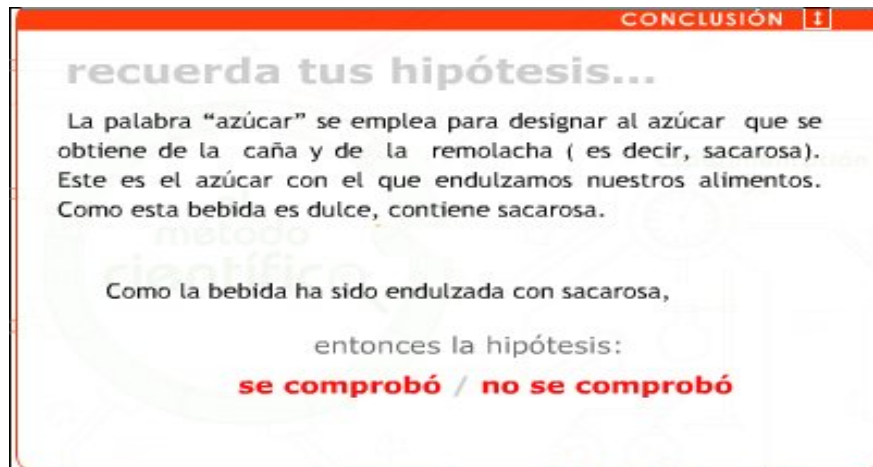 CONCLUSIÓN
recuerda tus hipótesis...
La palabra “azúcar” se emplea para designar al azúcar que se
obtiene de la caña y de la remolacha ( es decir, sacarosa).
Este es el azúcar con el que endulzamos nuestros alimentos.
Como esta bebida es dulce, contiene sacarosa.
método
científico
Como la bebida ha sido endulzada con sacarosa,
entonces la hipótesis:
se comprobó / no se comprobó